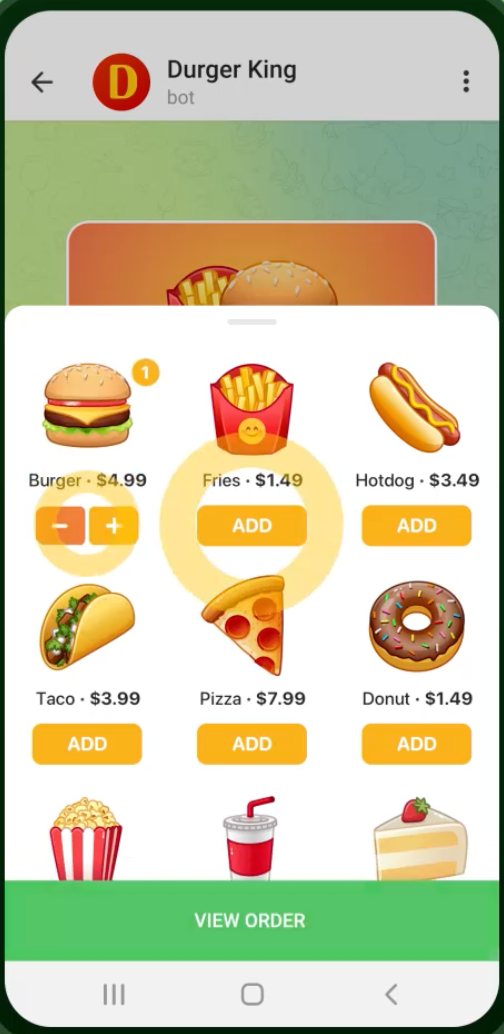 D
Durger King
bot
1
Burger · $4.99
Fries · $1.49
Hotdog · $3.49
− +
ADD
ADD
Taco · $3.99
Pizza · $7.99
Donut · $1.49
ADD
ADD
ADD
VIEW ORDER